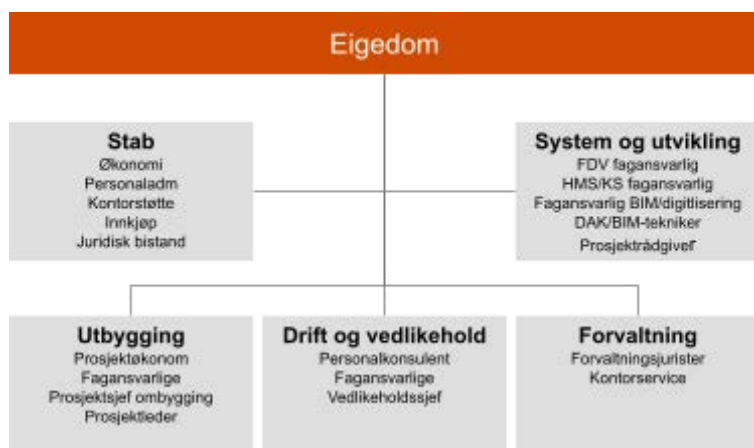 Eigedom
Stab
Økonomi
Personaladm
Kontorstøtte
Innkjøp
Juridisk bistand
System og utvikling
FDV fagansvarlig
HMS/KS fagansvarlig
Fagansvarlig BIM/digitlisering
DAK/BIM-tekniker
Prosjektrådgiver
Utbygging
Prosjektøkonom
Fagansvarlige
Prosjektsjef ombygging
Prosjektleder
Drift og vedlikehold
Personalkonsulent
Fagansvarlige
Vedlikeholdssjef
Forvaltning
Forvaltningsjurister
Kontorservice